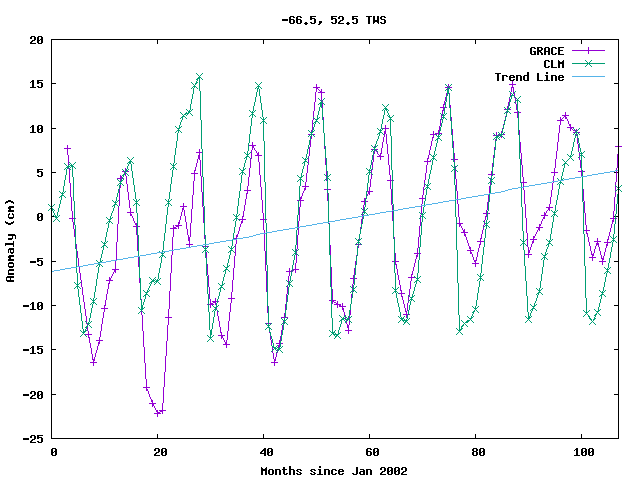 -66.5, 52.5 TWS
GRACE
CLM
Trend Line
20
15
10
5
0
-5
-10
-15
-20
-25
Anomaly (cm)
0 20 40 60 80 100
Months since Jan 2002